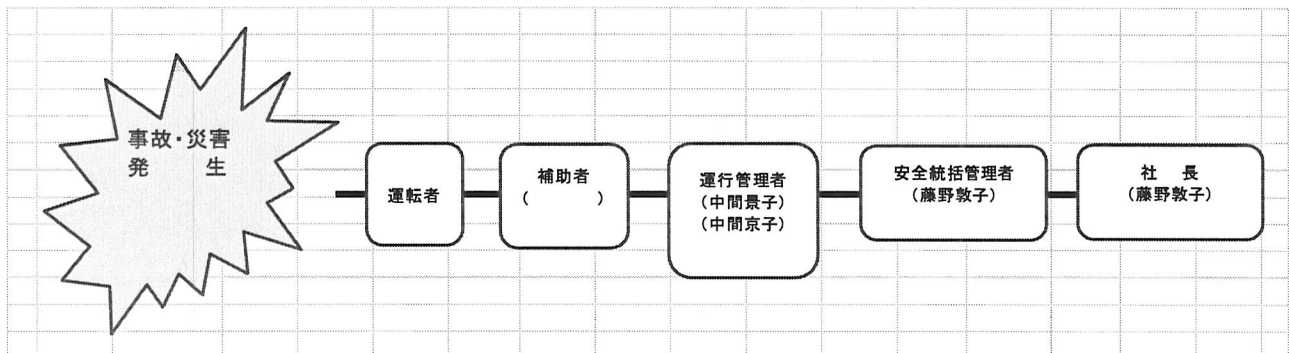 事故・災害
発　　生
運転者
補助者
(　　　　)
運行管理者
(中間景子)
(中間京子)
安全統括管理者
(藤野敦子)
社　長
(藤野敦子)